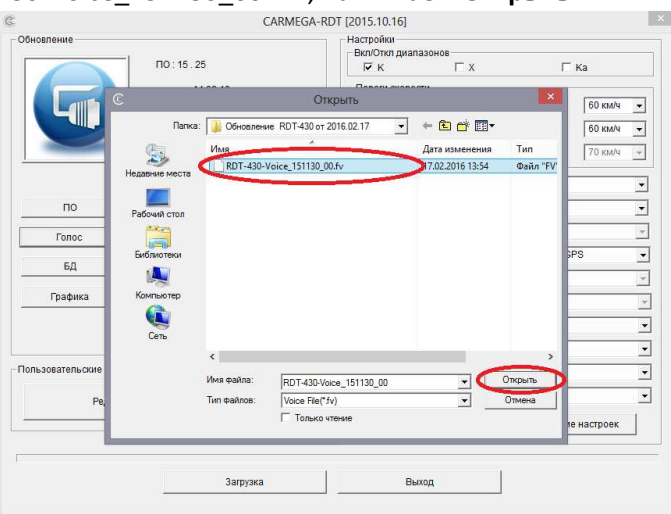 CARMEGA-RDT [2015.10.16]
Обновление
ПО : 15 . 25
Настройки
Вкл/Откл диапазонов
K
X
Ka
60 км/ч
60 км/ч
70 км/ч
ПО
Голос
БД
Графика
GPS
Пользовательские
Открыть
Папка:
Обновление RDT-430 от 2016.02.17
Имя
Дата изменения
Тип
RDT-430-Voice_151130_00.fv
17.02.2016 13:54
Файл "FV"
Недавние места
Рабочий стол
Библиотеки
Компьютер
Сеть
Имя файла:
RDT-430-Voice_151130_00
Открыть
Тип файлов:
Voice File(*.fv)
Отмена
Только чтение
настроек
Загрузка
Выход